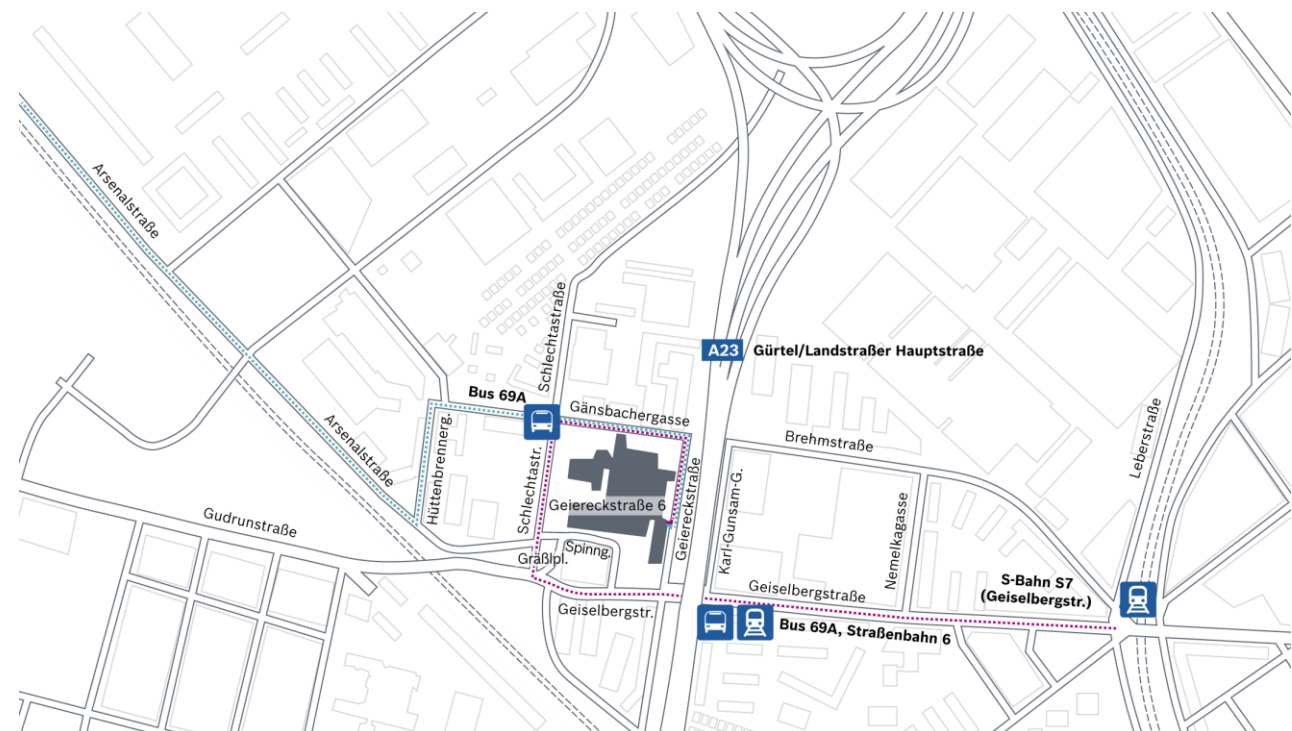 Arsenalstraße
Schlechtastraße
A23
Gürtel/Landstraßer Hauptstraße
Bus 69A
Gänsbachergasse
Leberstraße
Arsenalstraße
Hüttenbrennerg.
Brehmstraße
Schlechtastr.
Geiereckstraße 6
Geiereckstraße
Karl-Gunsam-G.
Nemelkagasse
Gudrunstraße
Gräßlpl.
Spinng.
Geiselbergstraße
S-Bahn S7
(Geiselbergstr.)
Geiselbergstr.
Bus 69A, Straßenbahn 6